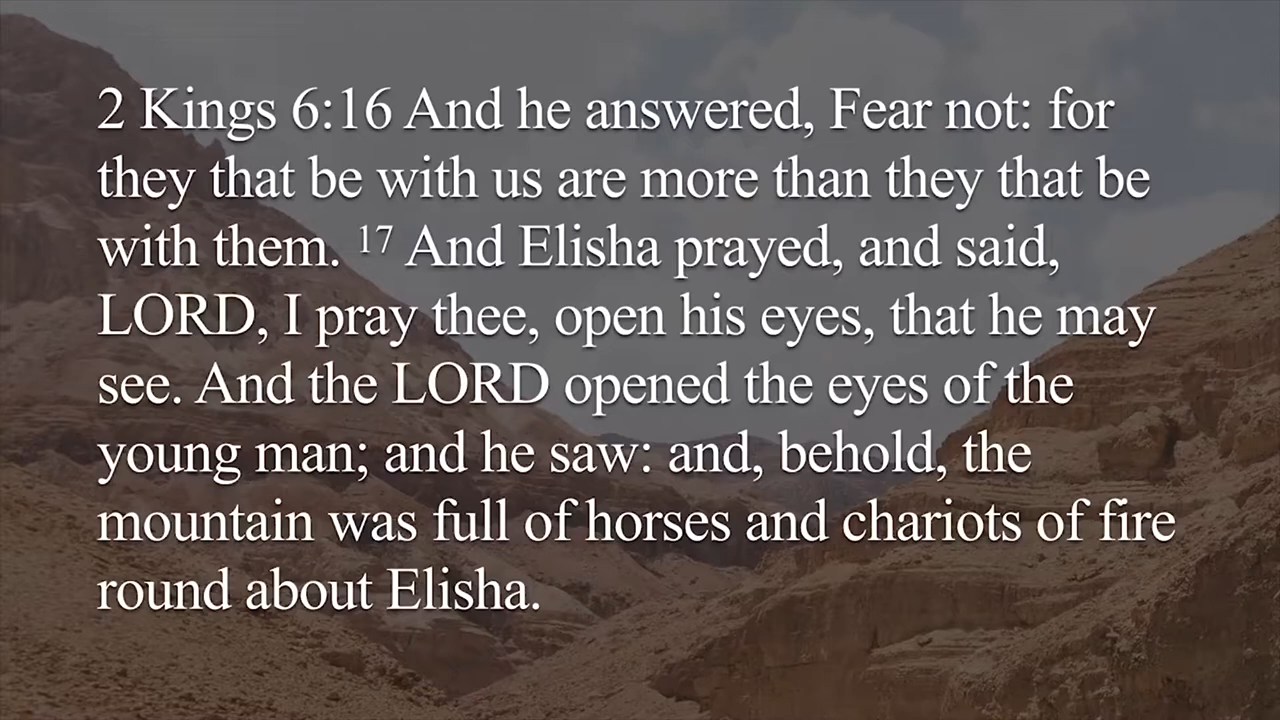 2 Kings 6:16 And he answered, Fear not: for
they that be with us are more than they that be
with them. 17 And Elisha prayed, and said,
LORD, I pray thee, open his eyes, that he may
see. And the LORD opened the eyes of the
young man; and he saw: and, behold, the
mountain was full of horses and chariots of fire
round about Elisha.